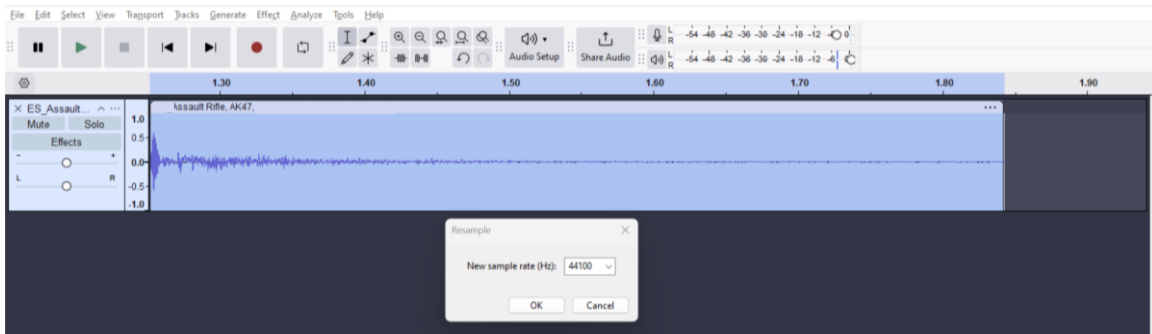 File Edit Select View Transport Tracks Generate Effect Analyze Tools Help
L R -54 -48 -42 -36 -30 -24 -18 -12 -6 0
Audio Setup Share Audio L R -54 -48 -42 -36 -30 -24 -18 -12 -6 0
1.30 1.40 1.50 1.60 1.70 1.80 1.90
× ES_Assault... ... Assault Rifle, AK47, ...
Mute Solo
Effects
- +
L R
1.0
0.5
0.0
-0.5
-1.0
Resample
New sample rate (Hz): 44100
OK Cancel